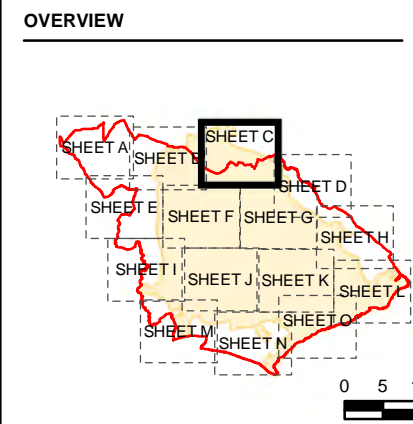 OVERVIEW
SHEET C
SHEET A
SHEET B
SHEET D
SHEET E
SHEET F
SHEET G
SHEET H
SHEET I
SHEET J
SHEET K
SHEET L
SHEET M
SHEET N
SHEET O
0 5